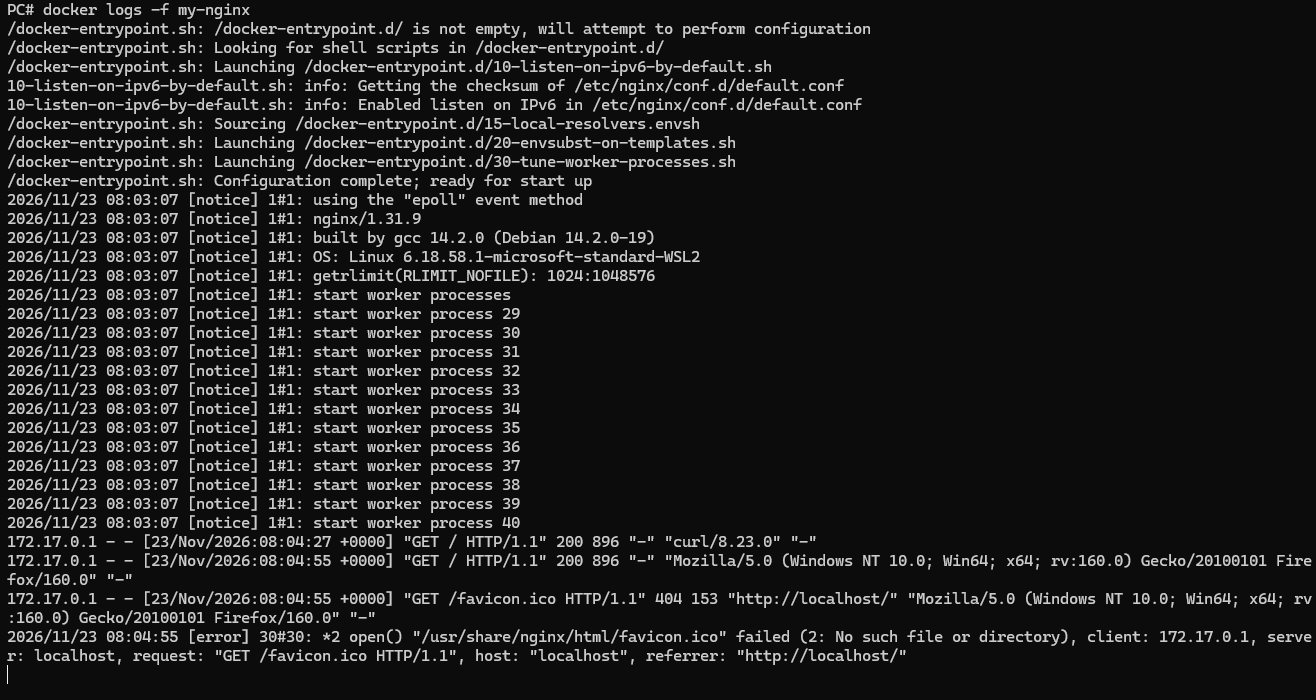 PC# docker logs -f my-nginx
/docker-entrypoint.sh: /docker-entrypoint.d/ is not empty, will attempt to perform configuration
/docker-entrypoint.sh: Looking for shell scripts in /docker-entrypoint.d/
/docker-entrypoint.sh: Launching /docker-entrypoint.d/10-listen-on-ipv6-by-default.sh
10-listen-on-ipv6-by-default.sh: info: Getting the checksum of /etc/nginx/conf.d/default.conf
10-listen-on-ipv6-by-default.sh: info: Enabled listen on IPv6 in /etc/nginx/conf.d/default.conf
/docker-entrypoint.sh: Sourcing /docker-entrypoint.d/15-local-resolvers.envsh
/docker-entrypoint.sh: Launching /docker-entrypoint.d/20-envsubst-on-templates.sh
/docker-entrypoint.sh: Launching /docker-entrypoint.d/30-tune-worker-processes.sh
/docker-entrypoint.sh: Configuration complete; ready for start up
2026/11/23 08:03:07 [notice] 1#1: using the "epoll" event method
2026/11/23 08:03:07 [notice] 1#1: nginx/1.31.9
2026/11/23 08:03:07 [notice] 1#1: built by gcc 14.2.0 (Debian 14.2.0-19)
2026/11/23 08:03:07 [notice] 1#1: OS: Linux 6.18.58.1-microsoft-standard-WSL2
2026/11/23 08:03:07 [notice] 1#1: getrlimit(RLIMIT_NOFILE): 1024:1048576
2026/11/23 08:03:07 [notice] 1#1: start worker processes
2026/11/23 08:03:07 [notice] 1#1: start worker process 29
2026/11/23 08:03:07 [notice] 1#1: start worker process 30
2026/11/23 08:03:07 [notice] 1#1: start worker process 31
2026/11/23 08:03:07 [notice] 1#1: start worker process 32
2026/11/23 08:03:07 [notice] 1#1: start worker process 33
2026/11/23 08:03:07 [notice] 1#1: start worker process 34
2026/11/23 08:03:07 [notice] 1#1: start worker process 35
2026/11/23 08:03:07 [notice] 1#1: start worker process 36
2026/11/23 08:03:07 [notice] 1#1: start worker process 37
2026/11/23 08:03:07 [notice] 1#1: start worker process 38
2026/11/23 08:03:07 [notice] 1#1: start worker process 39
2026/11/23 08:03:07 [notice] 1#1: start worker process 40
172.17.0.1 - - [23/Nov/2026:08:04:27 +0000] "GET / HTTP/1.1" 200 896 "-" "curl/8.23.0" "-"
172.17.0.1 - - [23/Nov/2026:08:04:55 +0000] "GET / HTTP/1.1" 200 896 "-" "Mozilla/5.0 (Windows NT 10.0; Win64; x64; rv:160.0) Gecko/20100101 Fire
fox/160.0" "-"
172.17.0.1 - - [23/Nov/2026:08:04:55 +0000] "GET /favicon.ico HTTP/1.1" 404 153 "http://localhost/" "Mozilla/5.0 (Windows NT 10.0; Win64; x64; rv
:160.0) Gecko/20100101 Firefox/160.0" "-"
2026/11/23 08:04:55 [error] 30#30: *2 open() "/usr/share/nginx/html/favicon.ico" failed (2: No such file or directory), client: 172.17.0.1, serve
r: localhost, request: "GET /favicon.ico HTTP/1.1", host: "localhost", referrer: "http://localhost/"